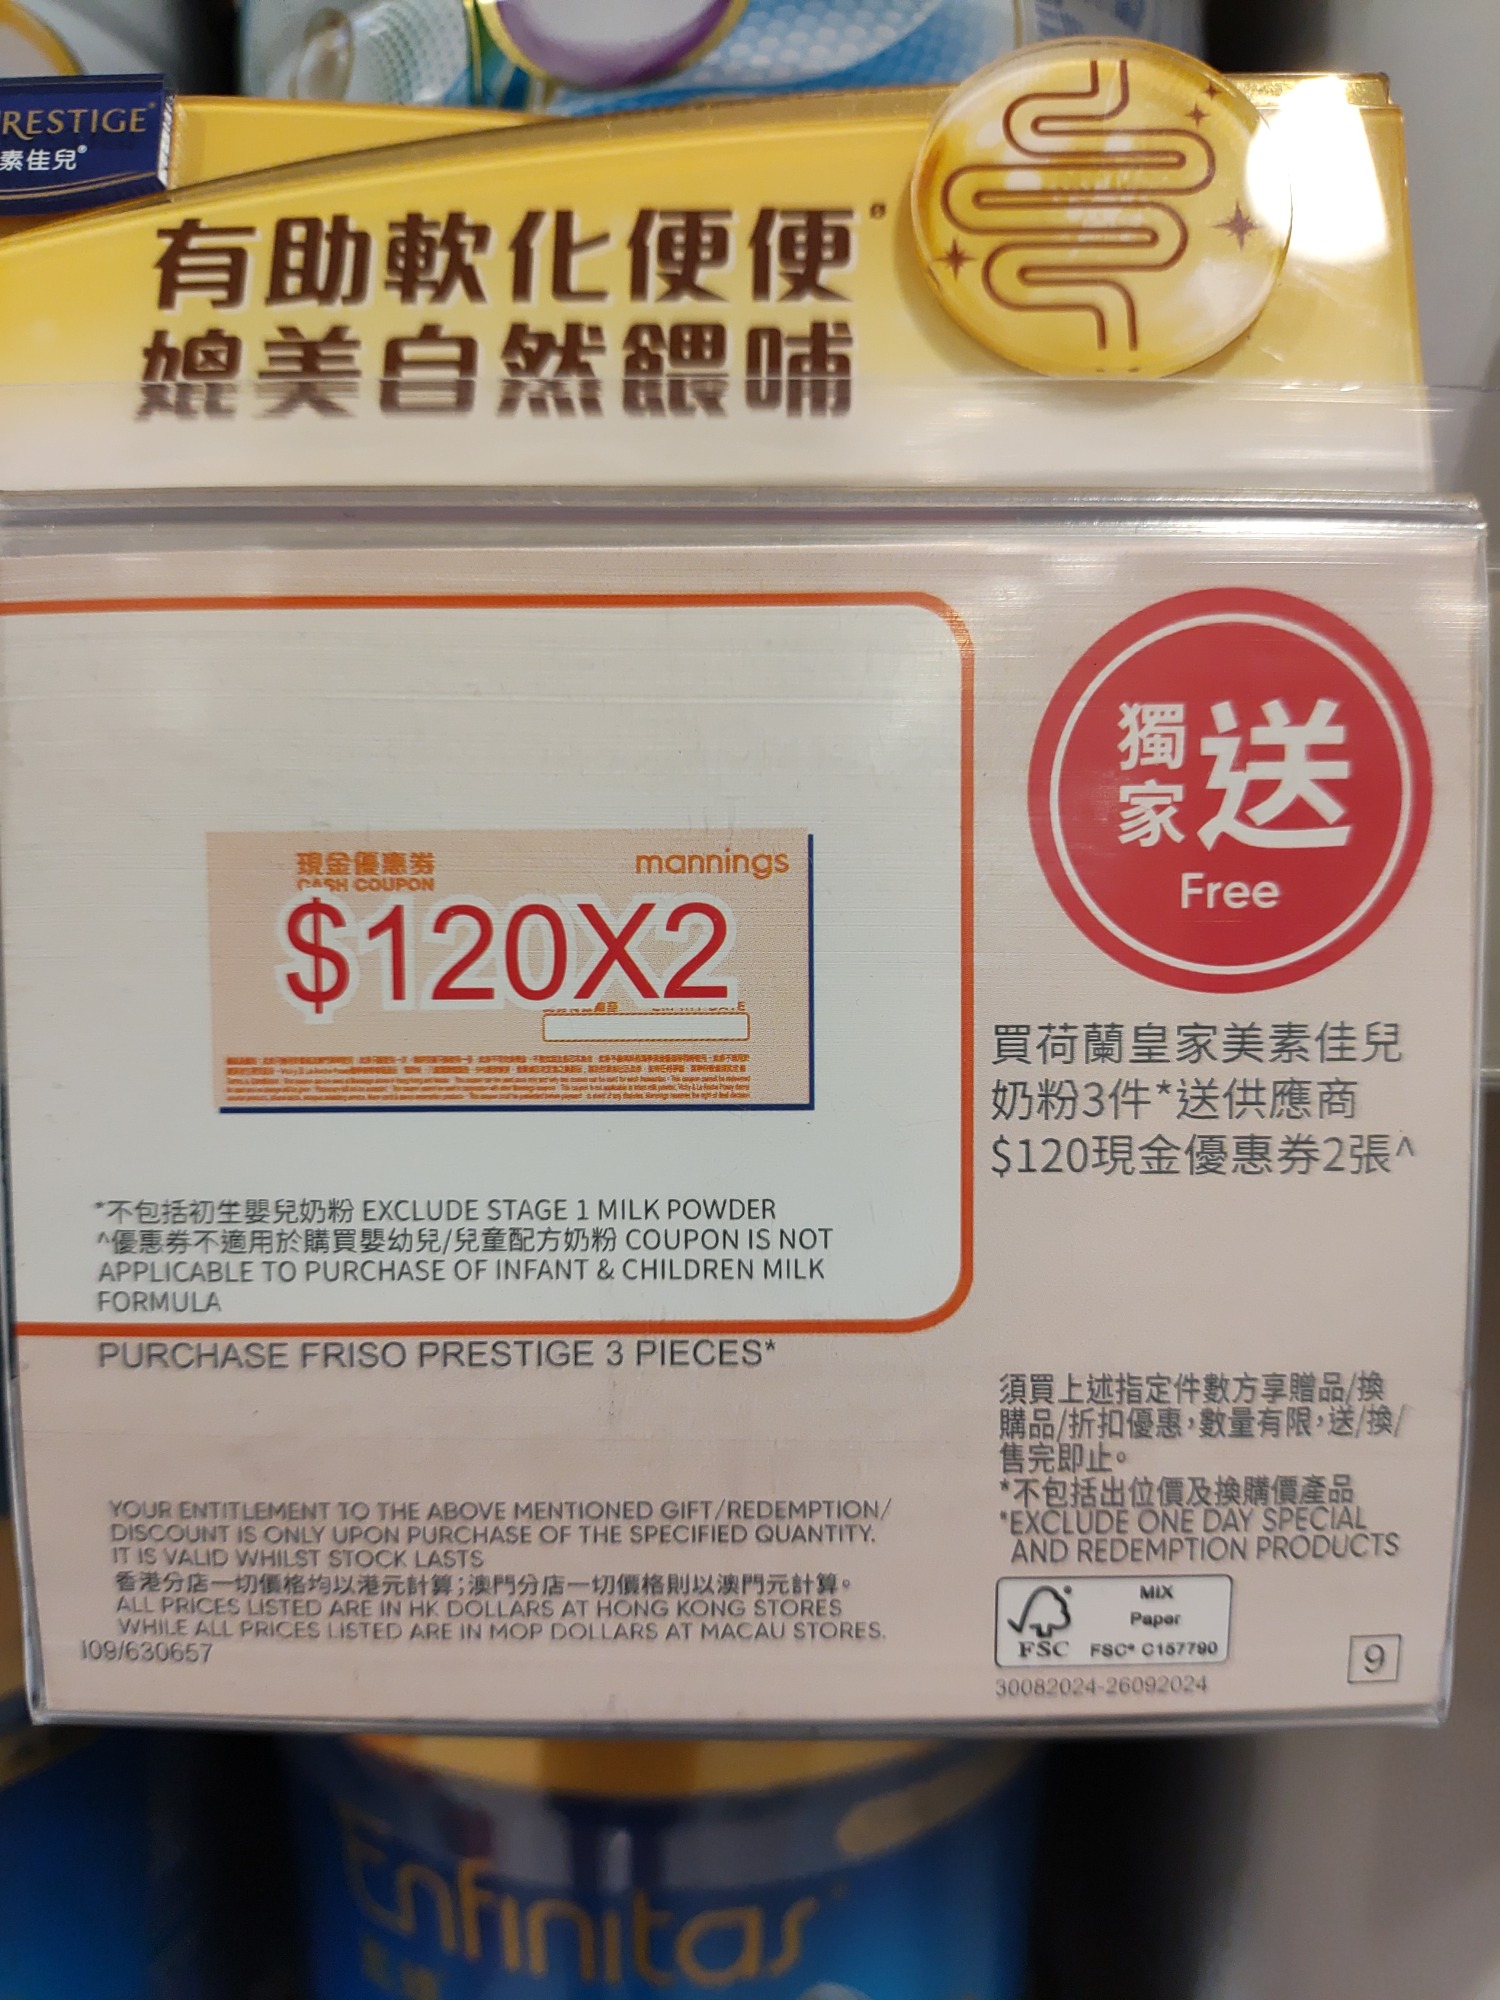 RESTIGE®
素佳兒®
有助軟化便便ø
媲美自然餵哺
獨家送
Free
現金優惠券
mannings
CASH COUPON
$120X2
買荷蘭皇家美素佳兒
奶粉3件*送供應商
$120現金優惠券2張^
*不包括初生嬰兒奶粉 EXCLUDE STAGE 1 MILK POWDER
^優惠券不適用於購買嬰幼兒/兒童配方奶粉 COUPON IS NOT
APPLICABLE TO PURCHASE OF INFANT & CHILDREN MILK
FORMULA
PURCHASE FRISO PRESTIGE 3 PIECES*
須買上述指定件數方享贈品/換
購品/折扣優惠，數量有限，送/換/
售完即止。
*不包括出位價及換購價產品
*EXCLUDE ONE DAY SPECIAL
AND REDEMPTION PRODUCTS
YOUR ENTITLEMENT TO THE ABOVE MENTIONED GIFT/REDEMPTION/
DISCOUNT IS ONLY UPON PURCHASE OF THE SPECIFIED QUANTITY.
IT IS VALID WHILST STOCK LASTS
香港分店一切價格均以港元計算；澳門分店一切價格則以澳門元計算。
ALL PRICES LISTED ARE IN HK DOLLARS AT HONG KONG STORES
WHILE ALL PRICES LISTED ARE IN MOP DOLLARS AT MACAU STORES.
109/630657
MIX
Paper
FSC
FSC® C157790
30082024-26092024
9
Enfinitas